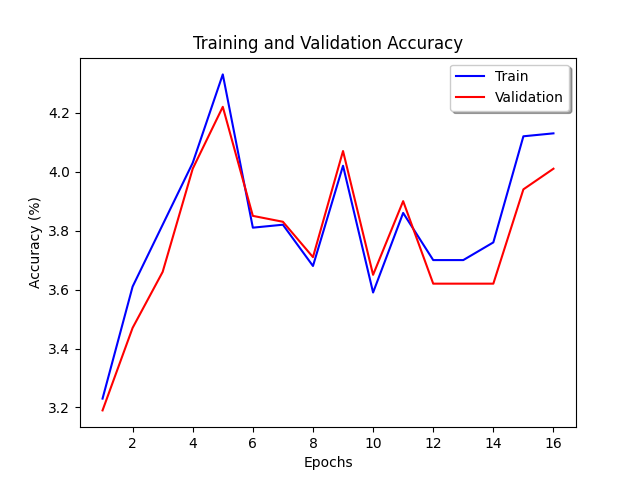 Training and Validation Accuracy
Train
Validation
4.2
4.0
3.8
3.6
3.4
3.2
Accuracy (%)
2 4 6 8 10 12 14 16
Epochs